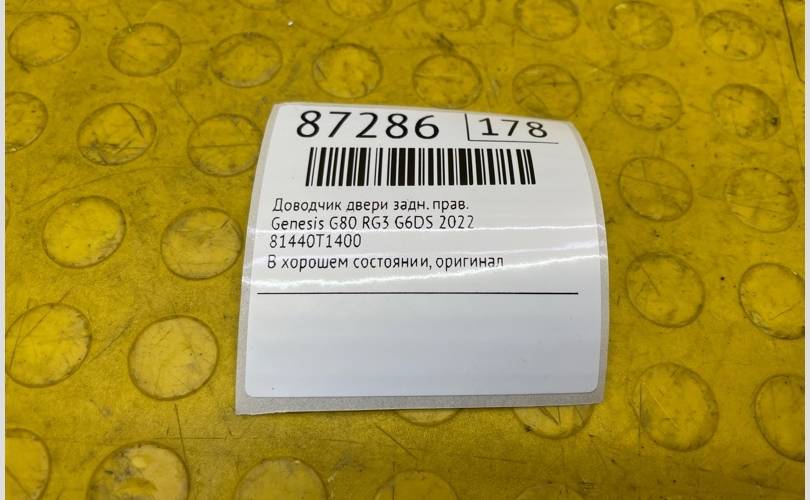 87286 178
Доводчик двери задн. прав.
Genesis G80 RG3 G6DS 2022
81440T1400
В хорошем состоянии, оригинал